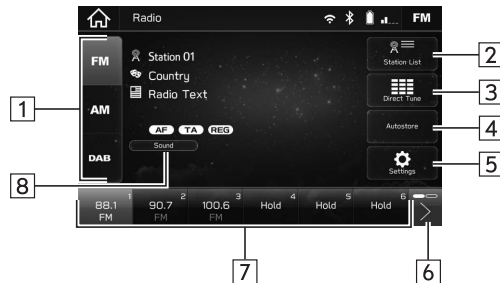 Radio FM
FM
AM
DAB
Station 01
Country
Radio Text
AF TA REG
Sound
Station List
Direct Tune
Autostore
Settings
1 2 3 4 5 6
88.1 90.7 100.6 Hold Hold Hold
FM FM FM
1
2
3
4
5
6
7
8